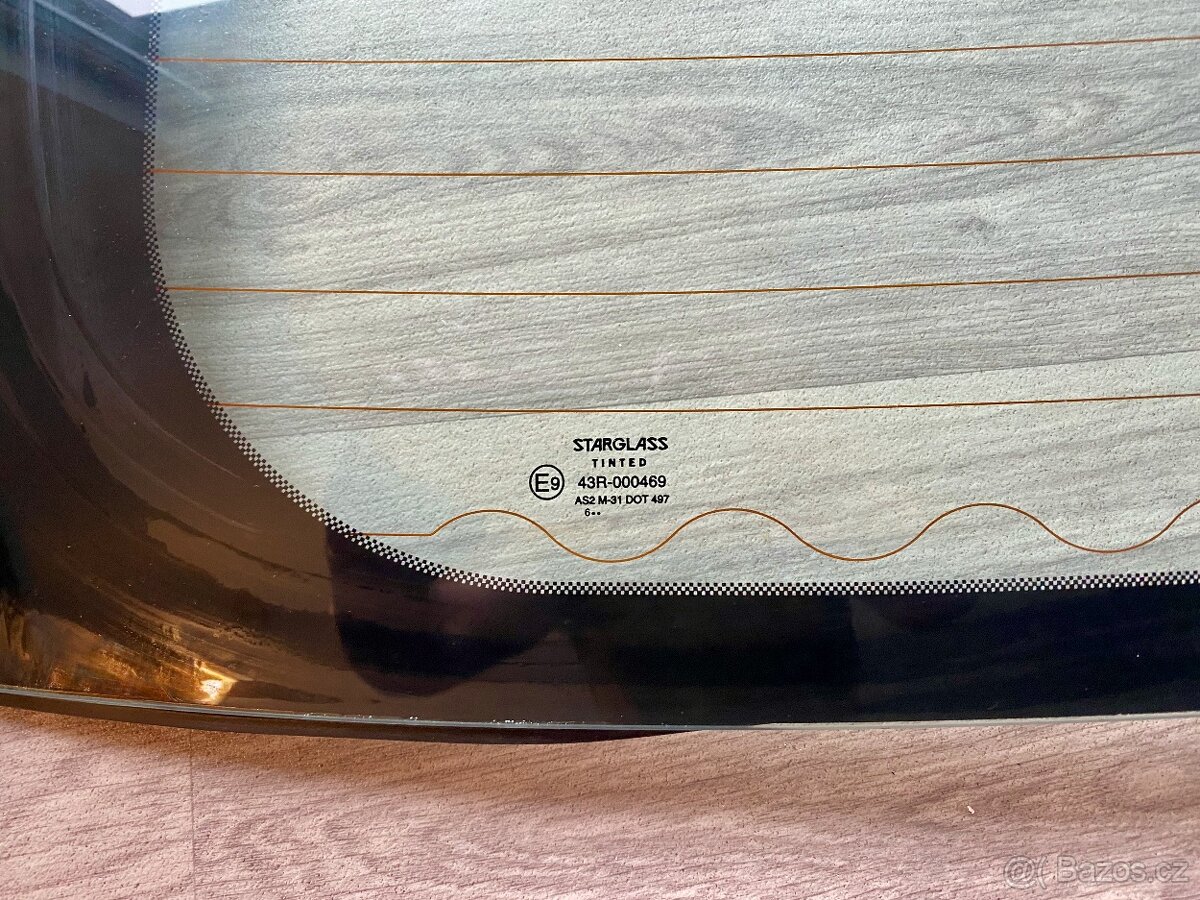 STARGLASS
TINTED
E9 43R-000469
AS2 M-31 DOT 497
6••
@( Bazos.cz